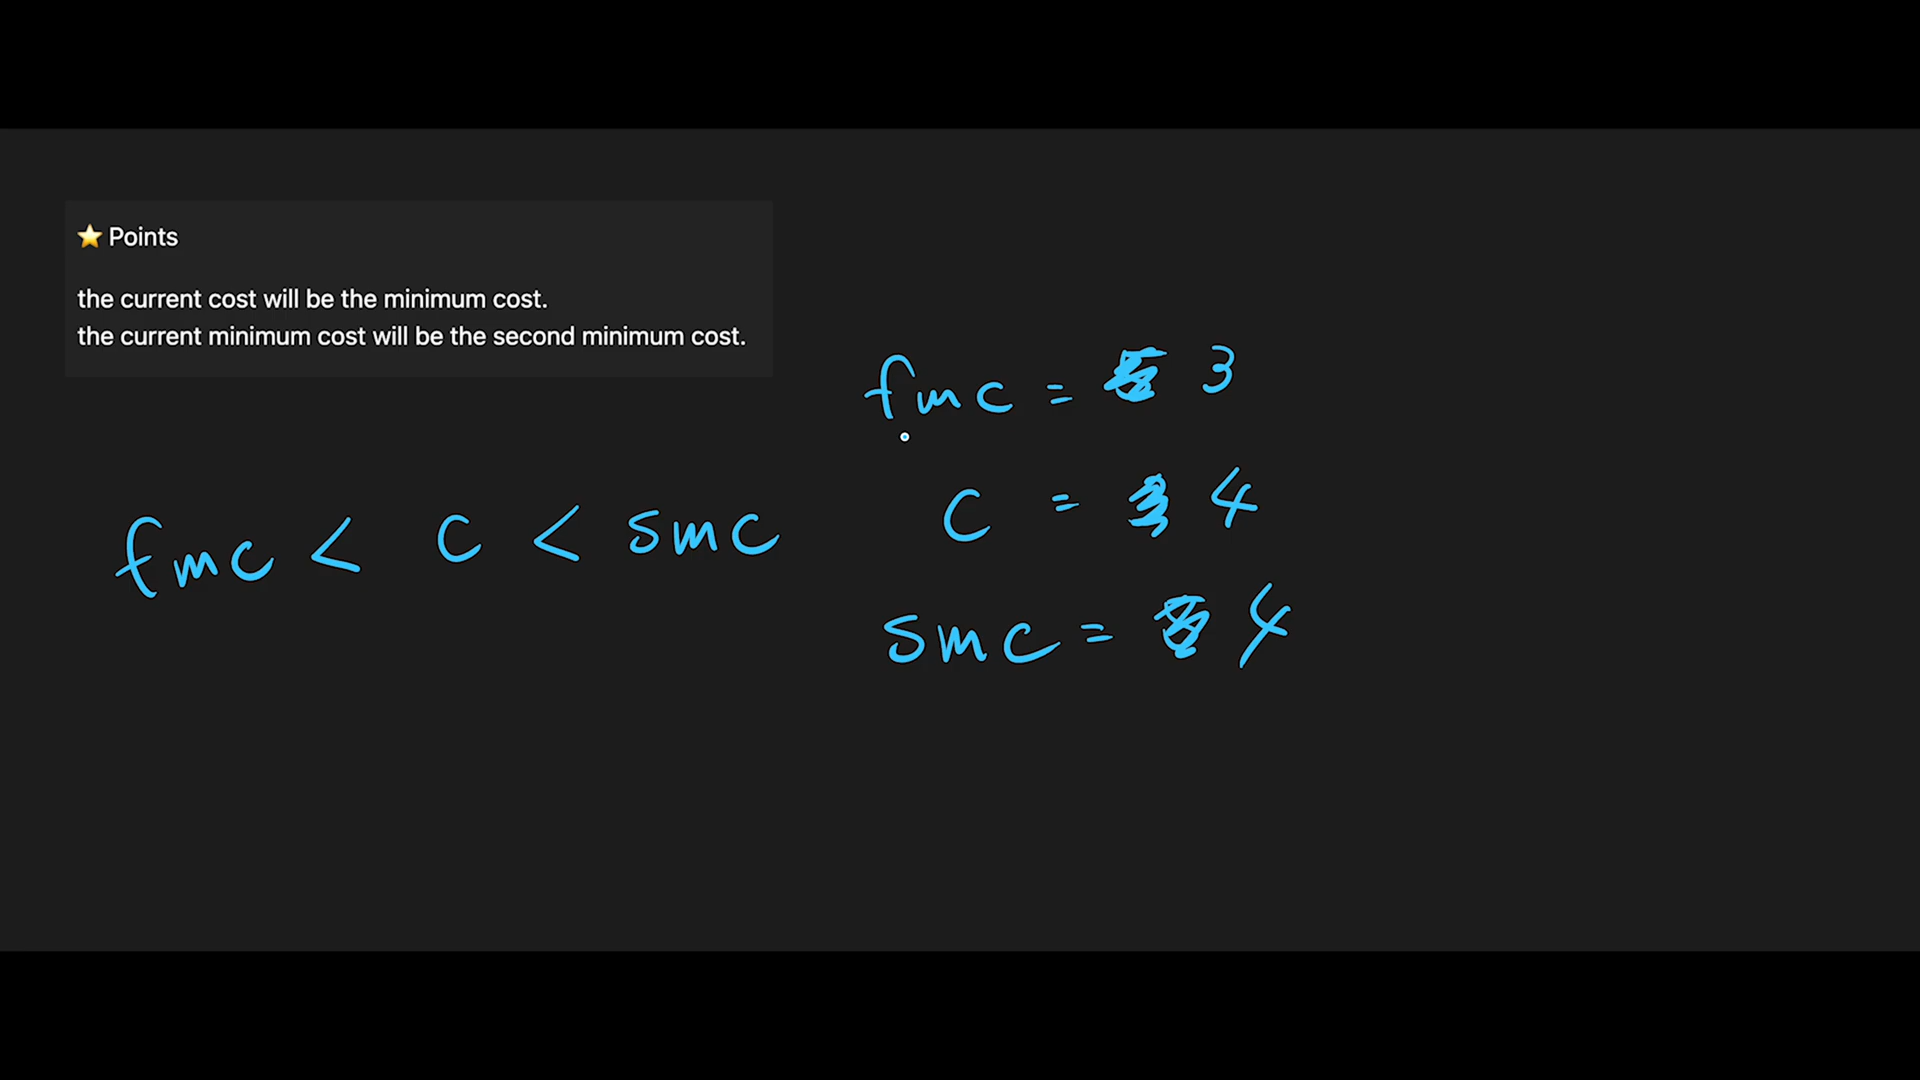 ⭐ Points
the current cost will be the minimum cost.
the current minimum cost will be the second minimum cost.
fmc = 3
c = 4
fmc < c < smc
smc = 4